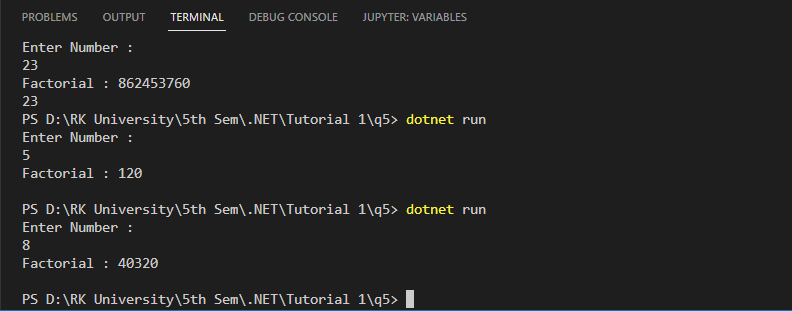 PROBLEMS OUTPUT TERMINAL DEBUG CONSOLE JUPYTER: VARIABLES
Enter Number :
23
Factorial : 862453760
23
PS D:\RK University\5th Sem\.NET\Tutorial 1\q5> dotnet run
Enter Number :
5
Factorial : 120
PS D:\RK University\5th Sem\.NET\Tutorial 1\q5> dotnet run
Enter Number :
8
Factorial : 40320
PS D:\RK University\5th Sem\.NET\Tutorial 1\q5>